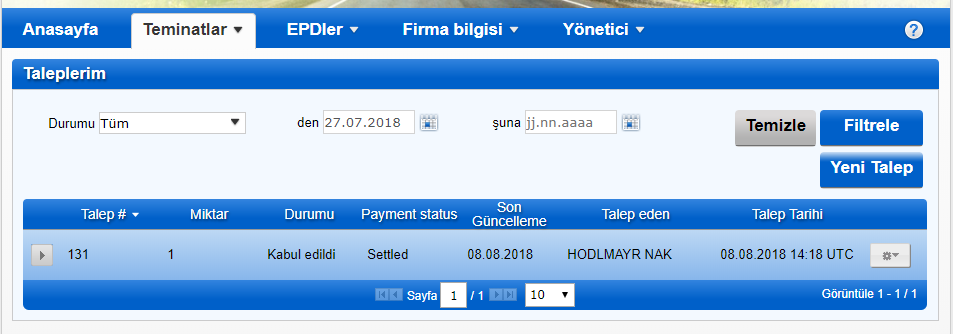 Anasayfa Teminatlar EPDler Firma bilgisi Yönetici ?
Taleplerim
Durumu Tüm den 27.07.2018 şuna jj.nn.aaaa Temizle Filtrele
Yeni Talep
Talep # Miktar Durumu Payment status Son Güncelleme Talep eden Talep Tarihi
131 1 Kabul edildi Settled 08.08.2018 HODLMAYR NAK 08.08.2018 14:18 UTC
Sayfa 1 / 1 10 Görüntüle 1 - 1 / 1